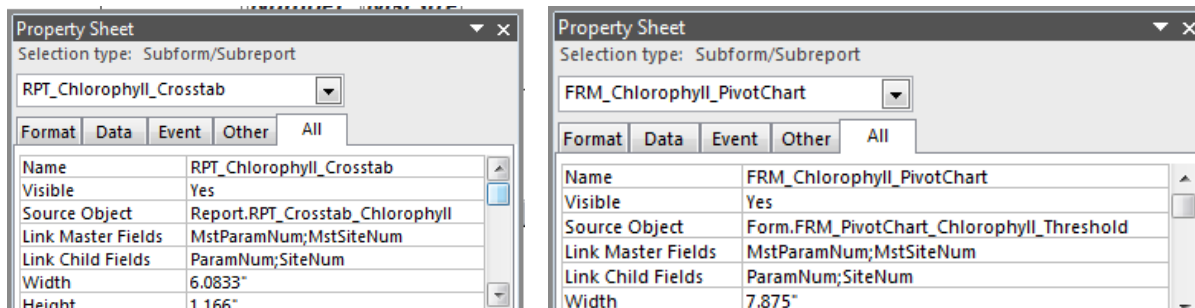 Property Sheet
Selection type: Subform/Subreport
RPT_Chlorophyll_Crosstab
Format Data Event Other All
Name RPT_Chlorophyll_Crosstab
Visible Yes
Source Object Report.RPT_Crosstab_Chlorophyll
Link Master Fields MstParamNum;MstSiteNum
Link Child Fields ParamNum;SiteNum
Width 6.0833"
Height 1.166"
Property Sheet
Selection type: Subform/Subreport
FRM_Chlorophyll_PivotChart
Format Data Event Other All
Name FRM_Chlorophyll_PivotChart
Visible Yes
Source Object Form.FRM_PivotChart_Chlorophyll_Threshold
Link Master Fields MstParamNum;MstSiteNum
Link Child Fields ParamNum;SiteNum
Width 7.875"